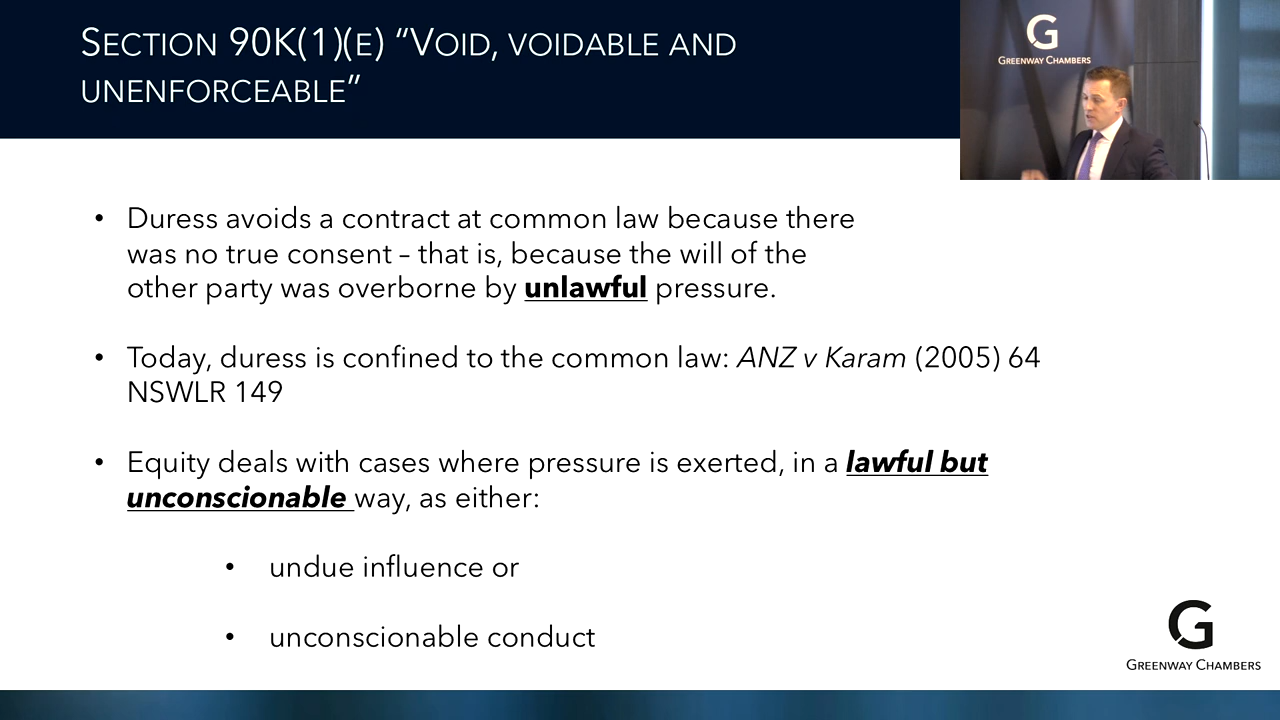 SECTION 90K(1)(E) “VOID, VOIDABLE AND
UNENFORCEABLE”
G
GREENWAY CHAMBERS
• Duress avoids a contract at common law because there
was no true consent – that is, because the will of the
other party was overborne by unlawful pressure.
• Today, duress is confined to the common law: ANZ v Karam (2005) 64
NSWLR 149
• Equity deals with cases where pressure is exerted, in a lawful but
unconscionable way, as either:
• undue influence or
• unconscionable conduct
G
GREENWAY CHAMBERS